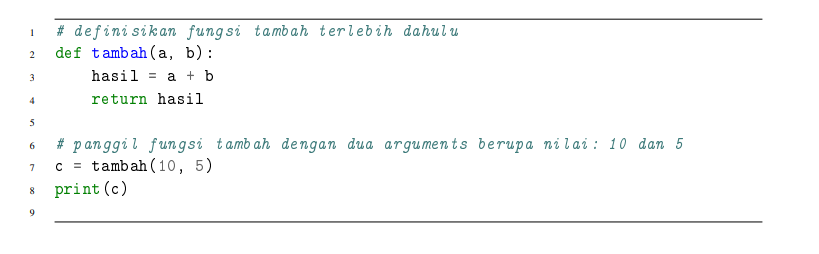 1 # definisikan fungsi tambah terlebih dahulu
2 def tambah(a, b):
3     hasil = a + b
4     return hasil
5
6 # panggil fungsi tambah dengan dua arguments berupa nilai: 10 dan 5
7 c = tambah(10, 5)
8 print(c)
9